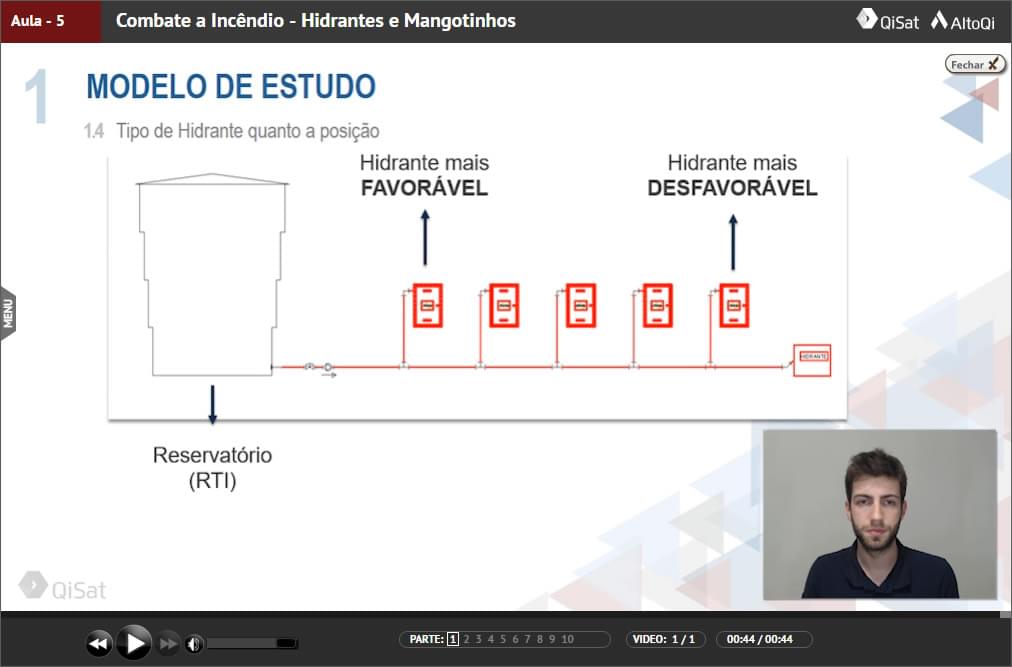 Aula - 5
Combate a Incêndio - Hidrantes e Mangotinhos
QiSat
AltoQi
Fechar
1
MODELO DE ESTUDO
1.4 Tipo de Hidrante quanto a posição
Hidrante mais
FAVORÁVEL
Hidrante mais
DESFAVORÁVEL
HIDRANTE
MENU
Reservatório
(RTI)
QiSat
PARTE: 1 2 3 4 5 6 7 8 9 10
VIDEO: 1 / 1
00:44 / 00:44